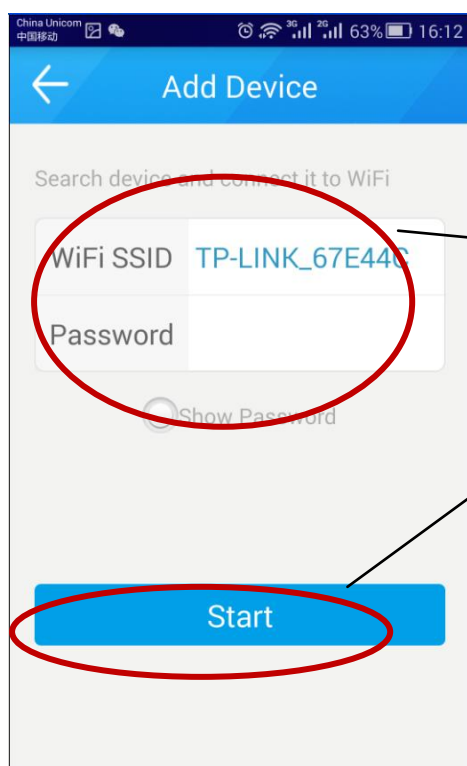 China Unicom
中国移动 3G 2G 63% 16:12
Add Device
Search device and connect it to WiFi
WiFi SSID TP-LINK_67E44C
Password
Show Password
Start